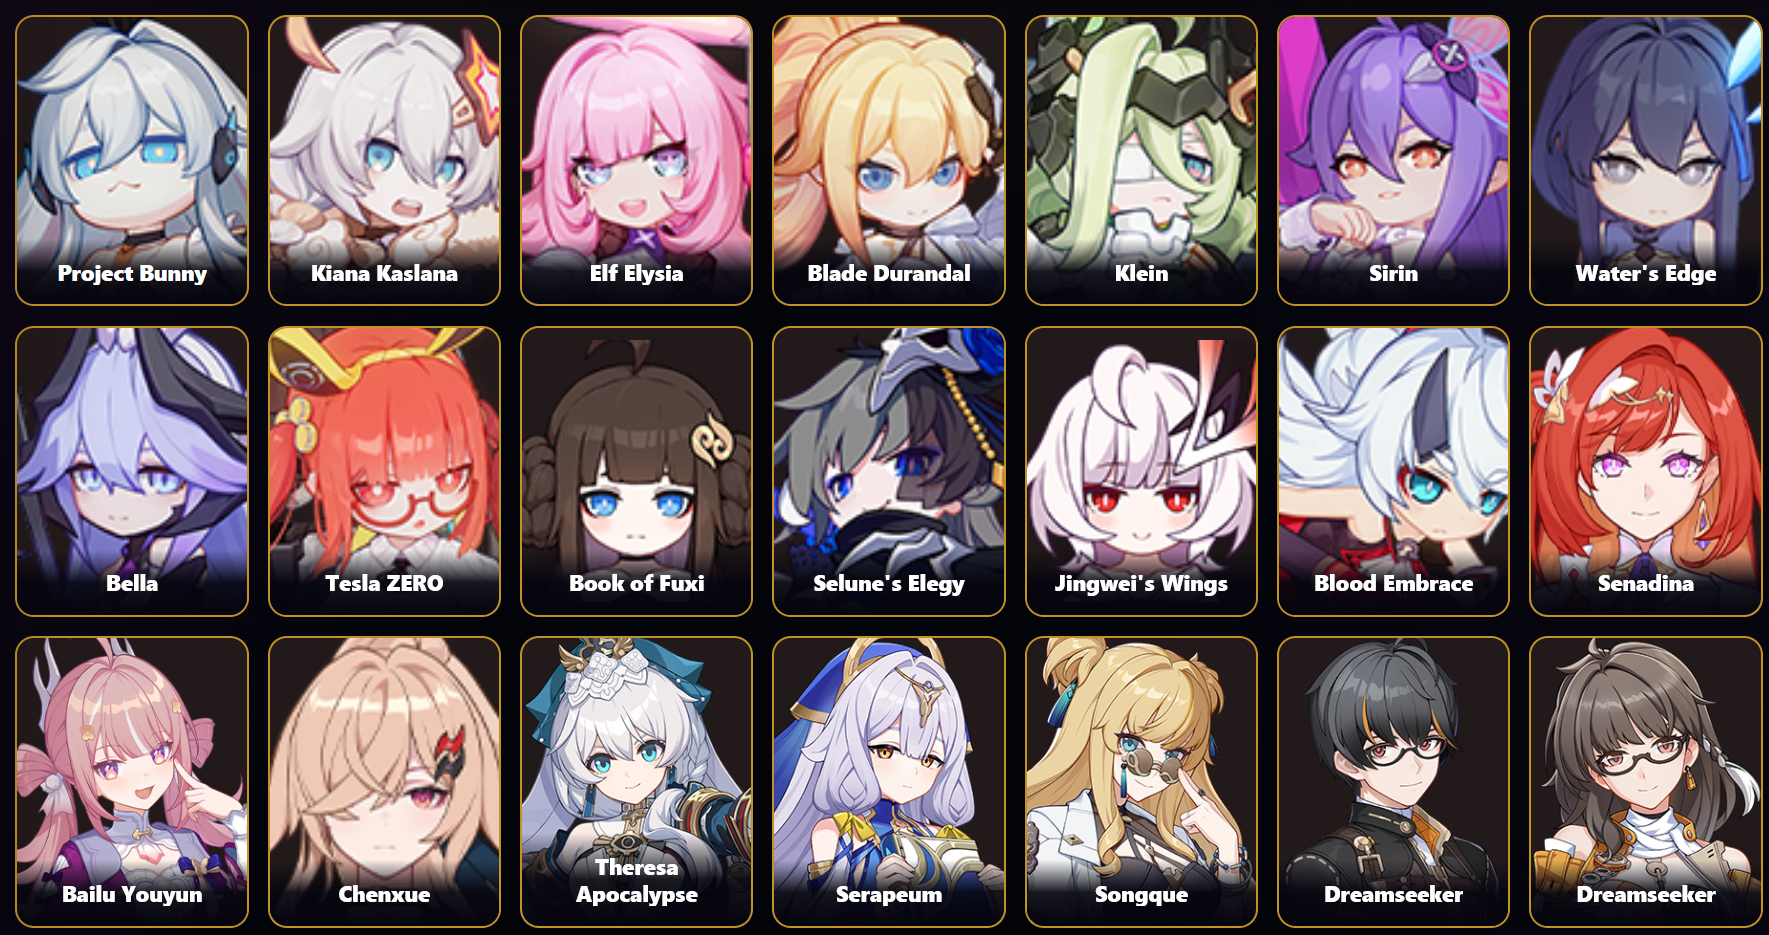 Project Bunny
Kiana Kaslana
Elf Elysia
Blade Durandal
Klein
Sirin
Water's Edge
Bella
Tesla ZERO
Book of Fuxi
Selune's Elegy
Jingwei's Wings
Blood Embrace
Senadina
Bailu Youyun
Chenxue
Theresa
Apocalypse
Serapeum
Songque
Dreamseeker
Dreamseeker